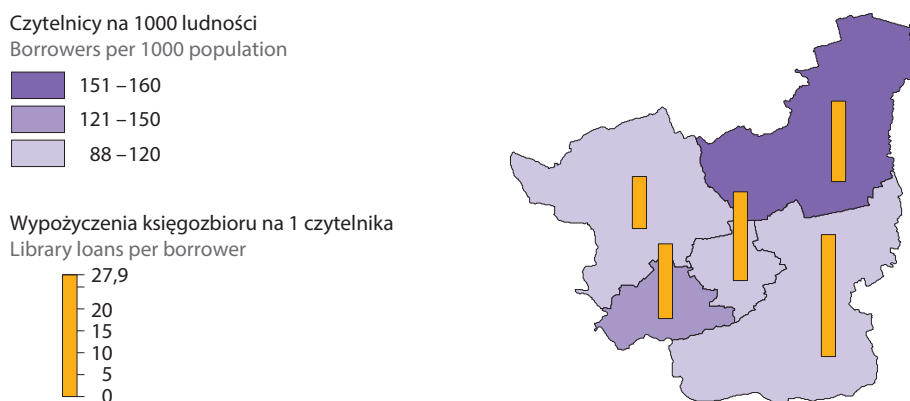 Czytelnicy na 1000 ludności
Borrowers per 1000 population
151 –160
121 –150
88 –120
Wypożyczenia księgozbioru na 1 czytelnika
Library loans per borrower
27,9
20
15
10
5
0